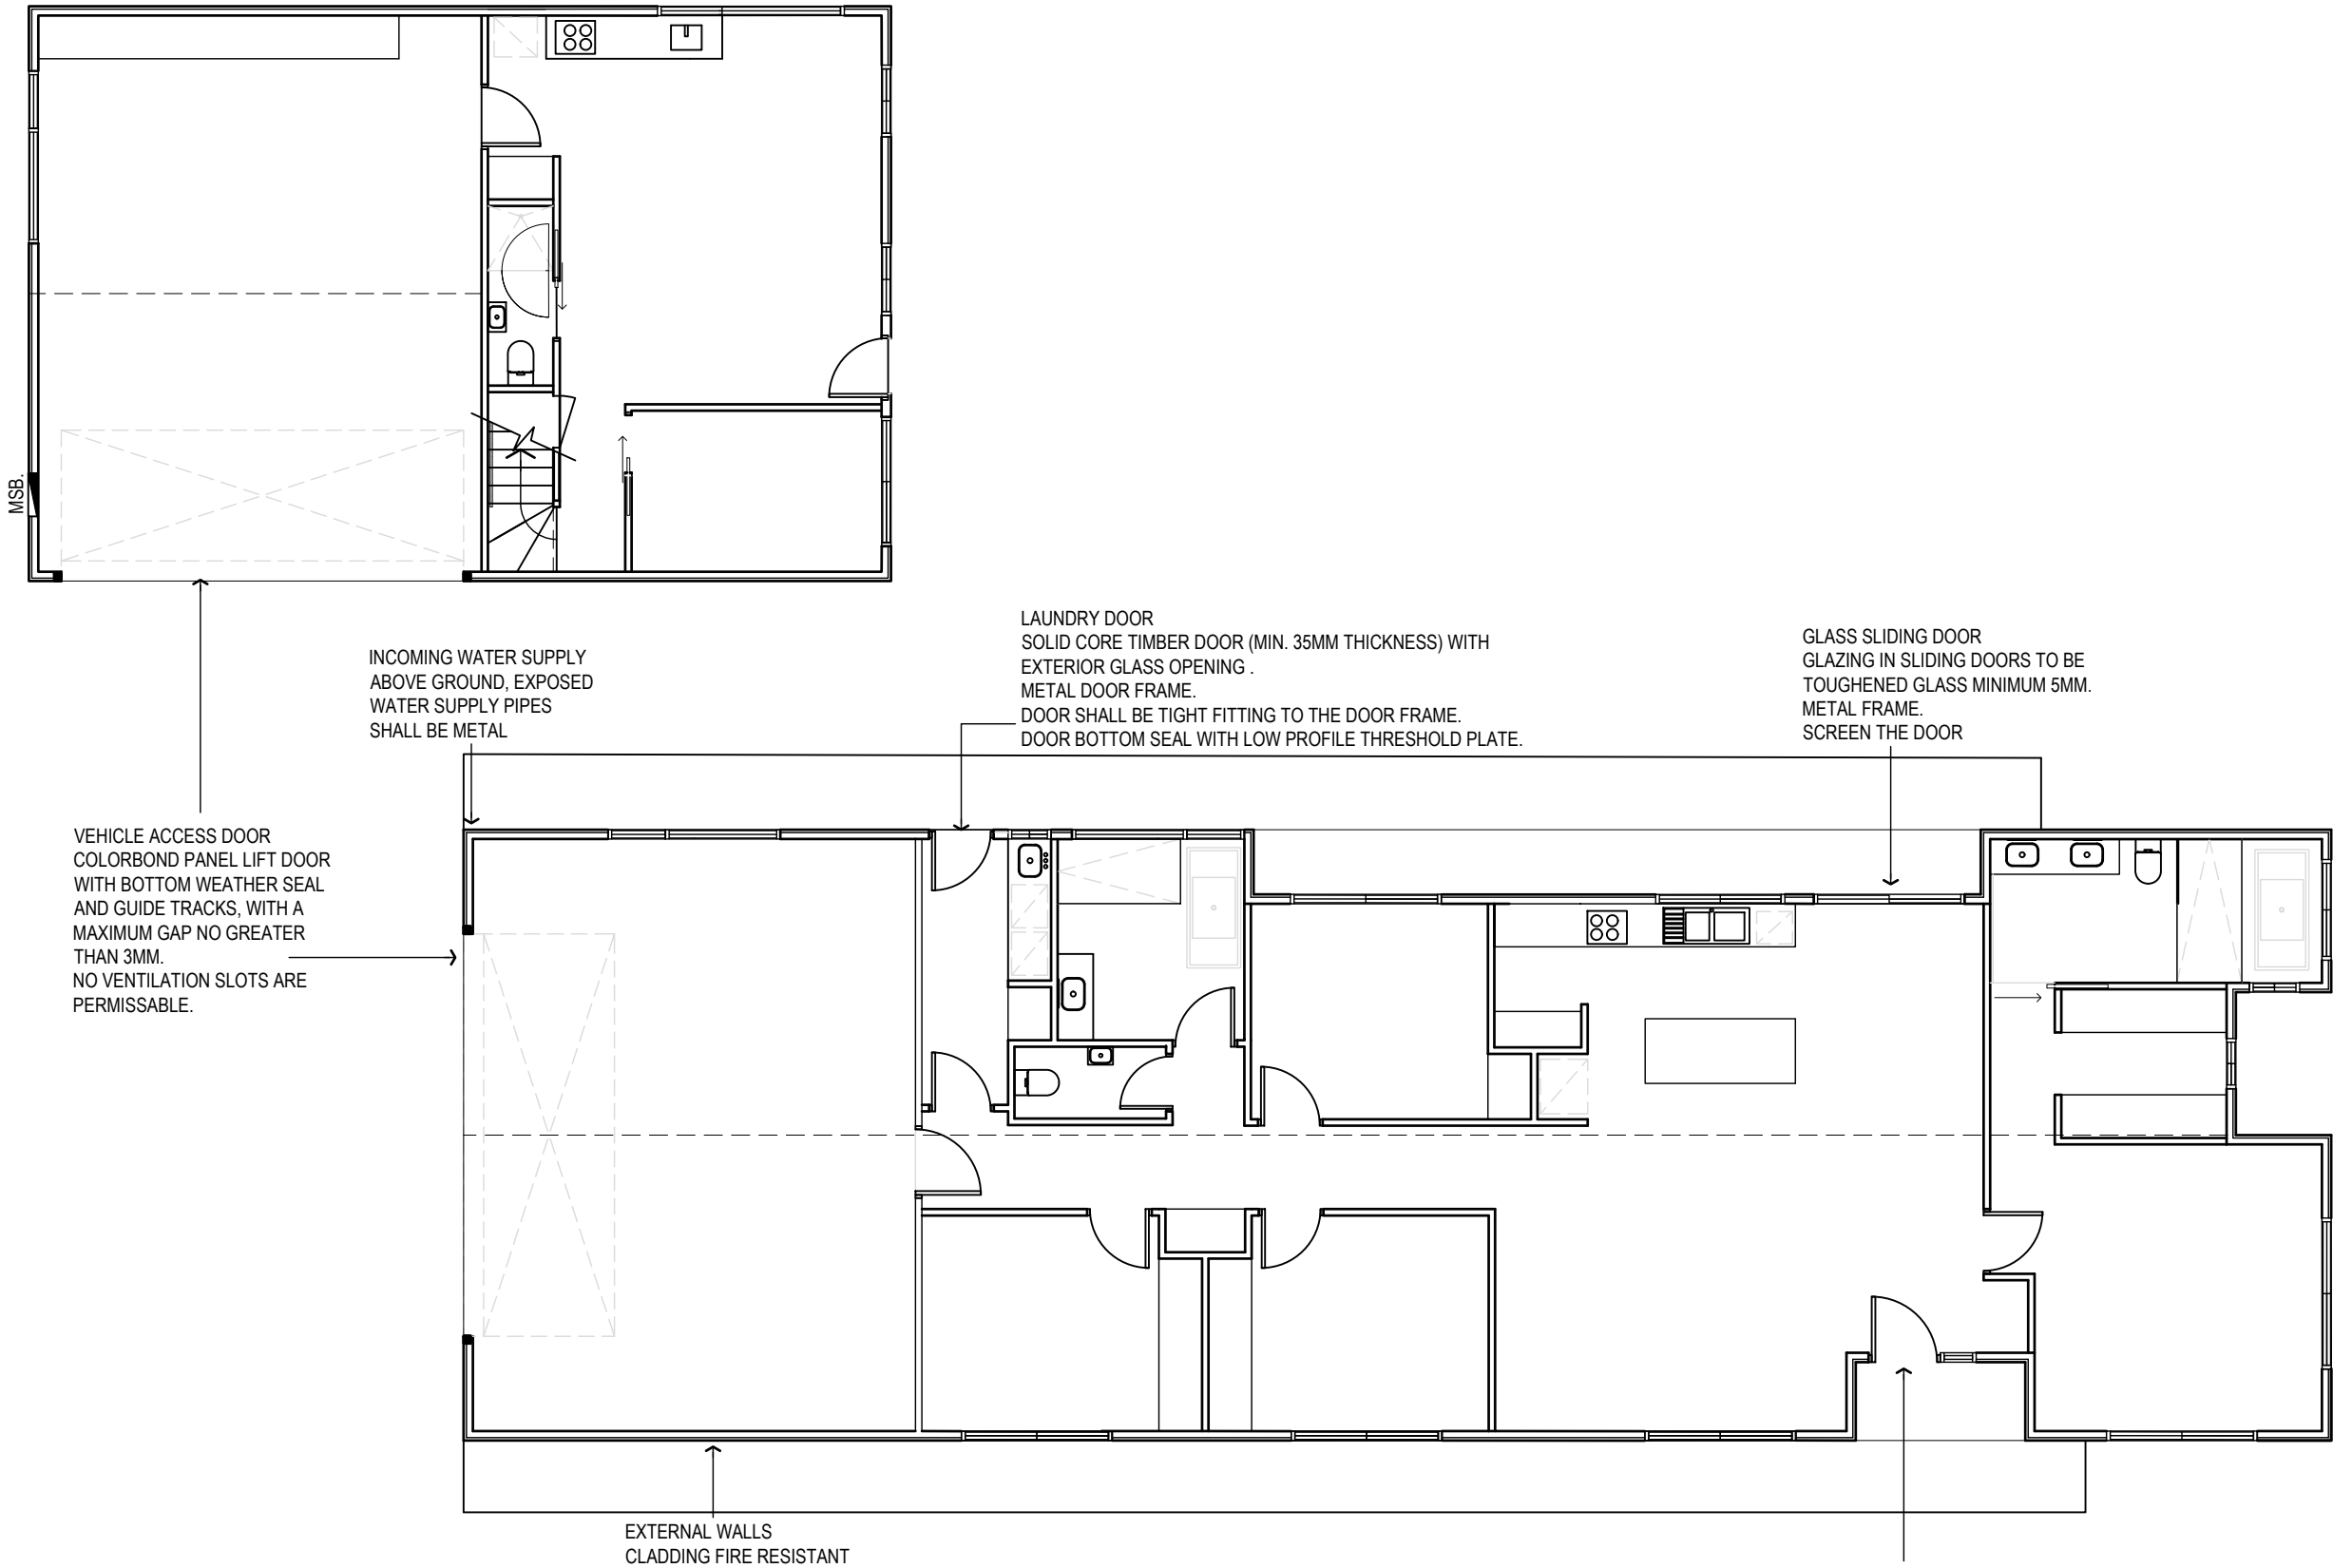 MSB.
LAUNDRY DOOR
SOLID CORE TIMBER DOOR (MIN. 35MM THICKNESS) WITH
EXTERIOR GLASS OPENING .
METAL DOOR FRAME.
DOOR SHALL BE TIGHT FITTING TO THE DOOR FRAME.
DOOR BOTTOM SEAL WITH LOW PROFILE THRESHOLD PLATE.
GLASS SLIDING DOOR
GLAZING IN SLIDING DOORS TO BE
TOUGHENED GLASS MINIMUM 5MM.
METAL FRAME.
SCREEN THE DOOR
INCOMING WATER SUPPLY
ABOVE GROUND, EXPOSED
WATER SUPPLY PIPES
SHALL BE METAL
VEHICLE ACCESS DOOR
COLORBOND PANEL LIFT DOOR
WITH BOTTOM WEATHER SEAL
AND GUIDE TRACKS, WITH A
MAXIMUM GAP NO GREATER
THAN 3MM.
NO VENTILATION SLOTS ARE
PERMISSABLE.
EXTERNAL WALLS
CLADDING FIRE RESISTANT